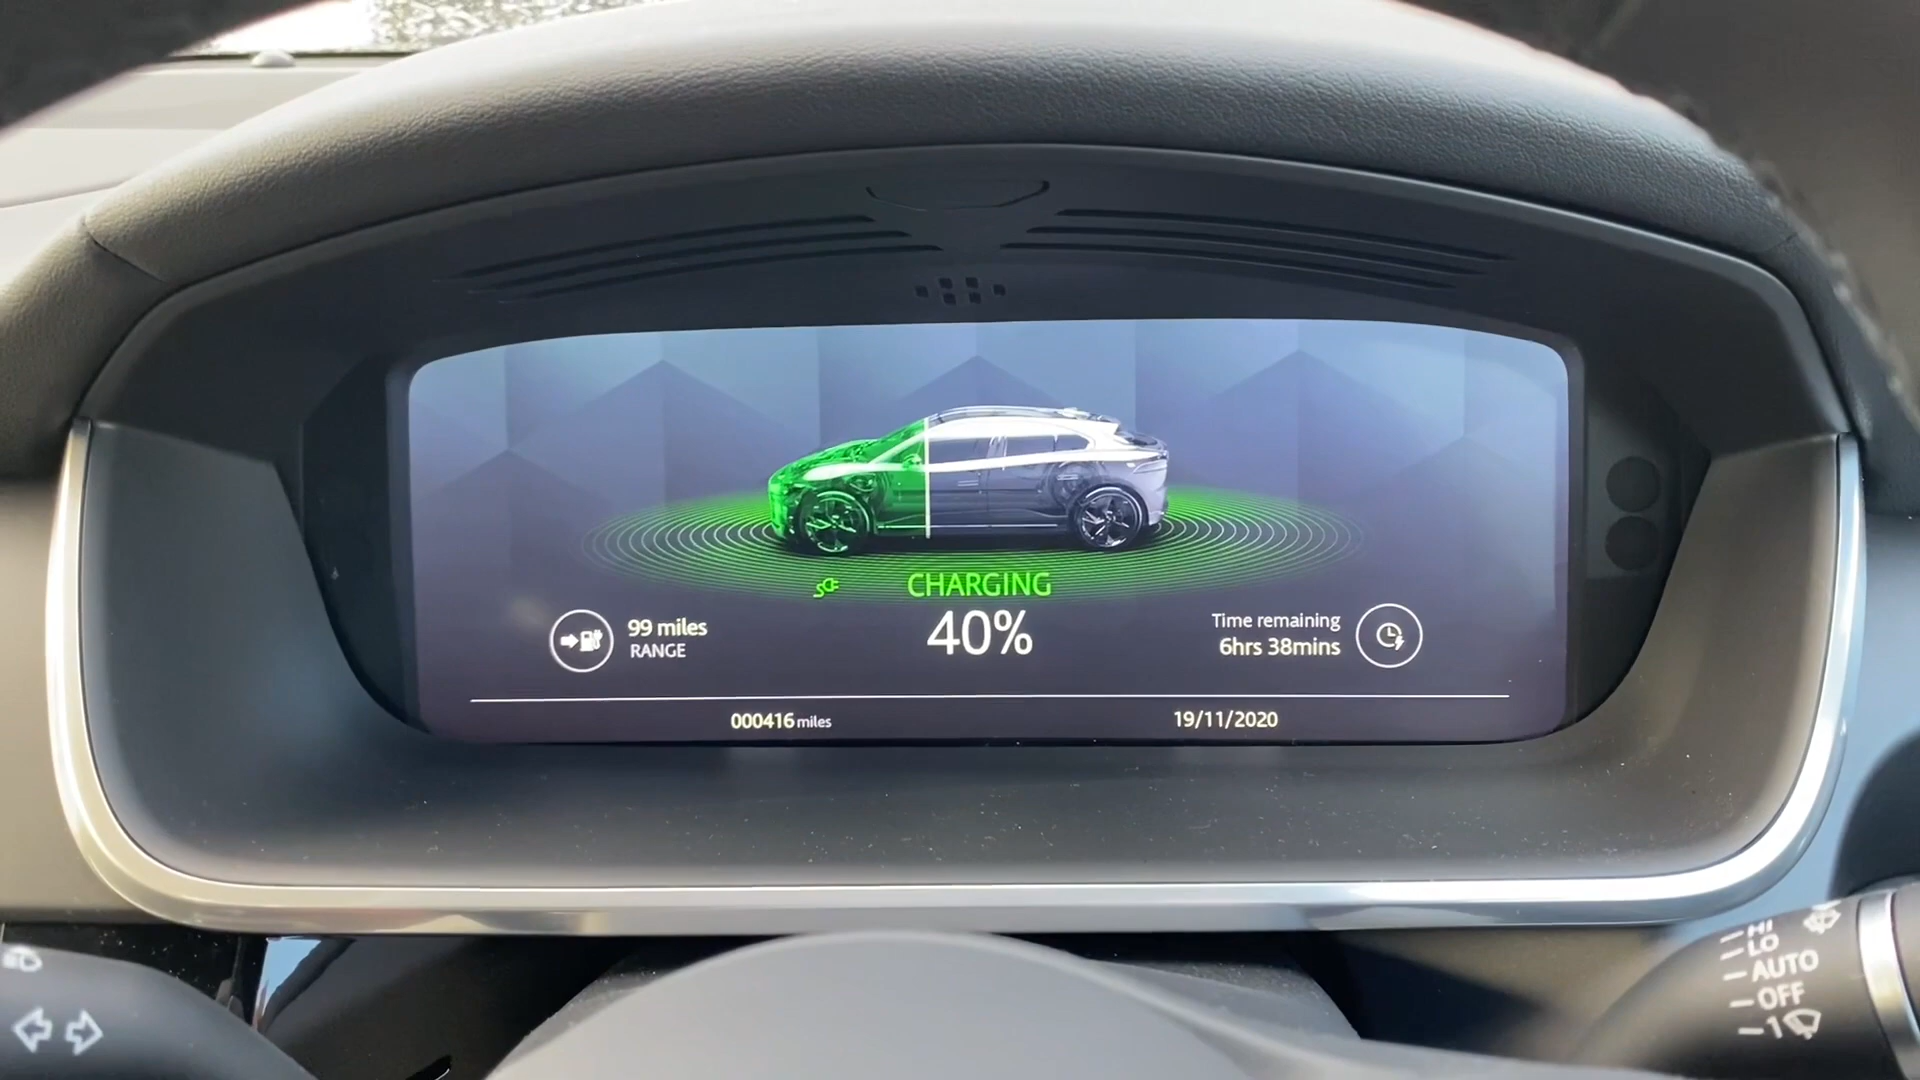 CHARGING
40%
99 miles
RANGE
Time remaining
6hrs 38mins
000416 miles
19/11/2020
HI
LO
AUTO
OFF
1